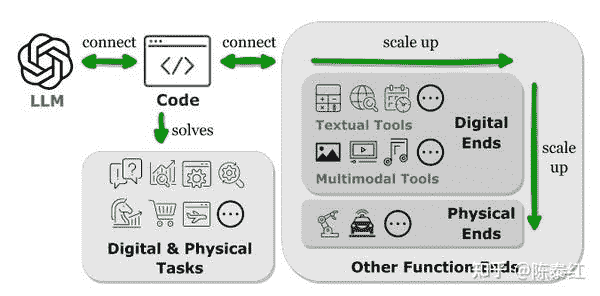 connect
connect
scale up
LLM
Code
solves
Textual Tools
Digital
Ends
Multimodal Tools
scale
up
Physical
Ends
Digital & Physical
Tasks
Other Function Ends
知乎 @陈泰红